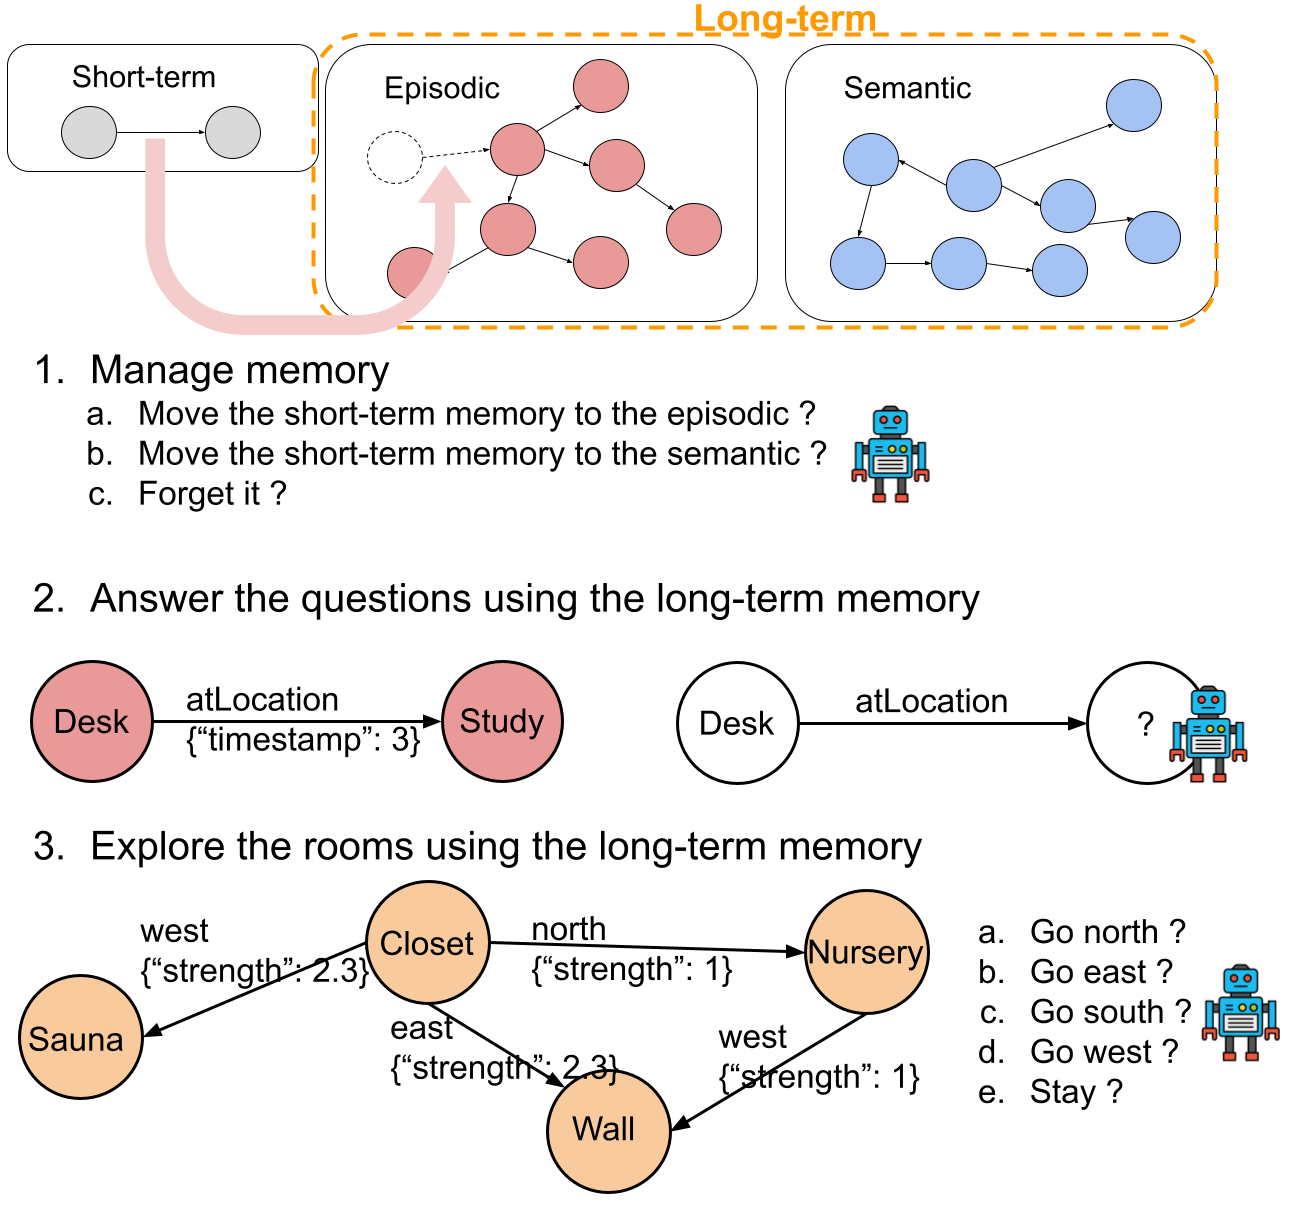 Long-term
Short-term
Episodic
Semantic
1. Manage memory
a. Move the short-term memory to the episodic ?
b. Move the short-term memory to the semantic ?
c. Forget it ?
2. Answer the questions using the long-term memory
Desk
atLocation
{“timestamp”: 3}
Study
Desk
atLocation
?
3. Explore the rooms using the long-term memory
west
{“strength”: 2.3}
Closet
north
{“strength”: 1}
Nursery
Sauna
east
{“strength”: 2.3}
west
{“strength”: 1}
Wall
a. Go north ?
b. Go east ?
c. Go south ?
d. Go west ?
e. Stay ?